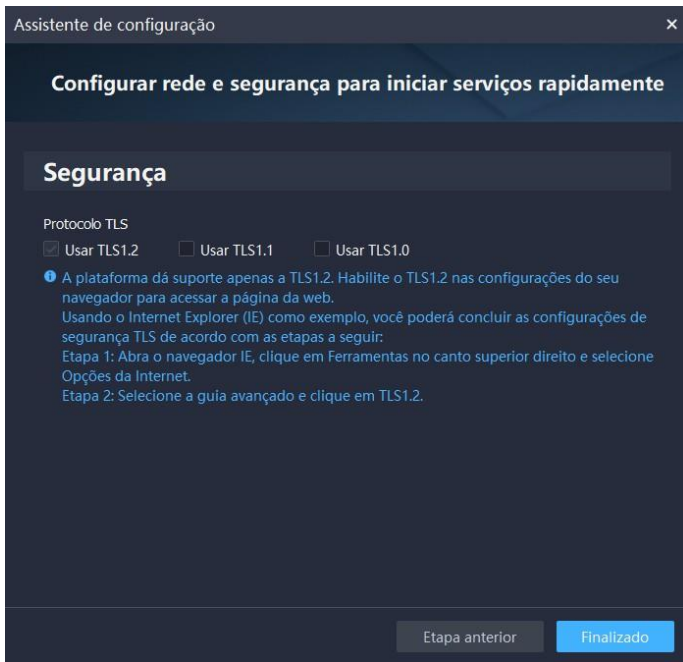 Assistente de configuração
Configurar rede e segurança para iniciar serviços rapidamente
Segurança
Protocolo TLS
Usar TLS1.2 Usar TLS1.1 Usar TLS1.0
A plataforma dá suporte apenas a TLS1.2. Habilite o TLS1.2 nas configurações do seu
navegador para acessar a página da web.
Usando o Internet Explorer (IE) como exemplo, você poderá concluir as configurações de
segurança TLS de acordo com as etapas a seguir:
Etapa 1: Abra o navegador IE, clique em Ferramentas no canto superior direito e selecione
Opções da Internet.
Etapa 2: Selecione a guia avançado e clique em TLS1.2.
Etapa anterior Finalizado